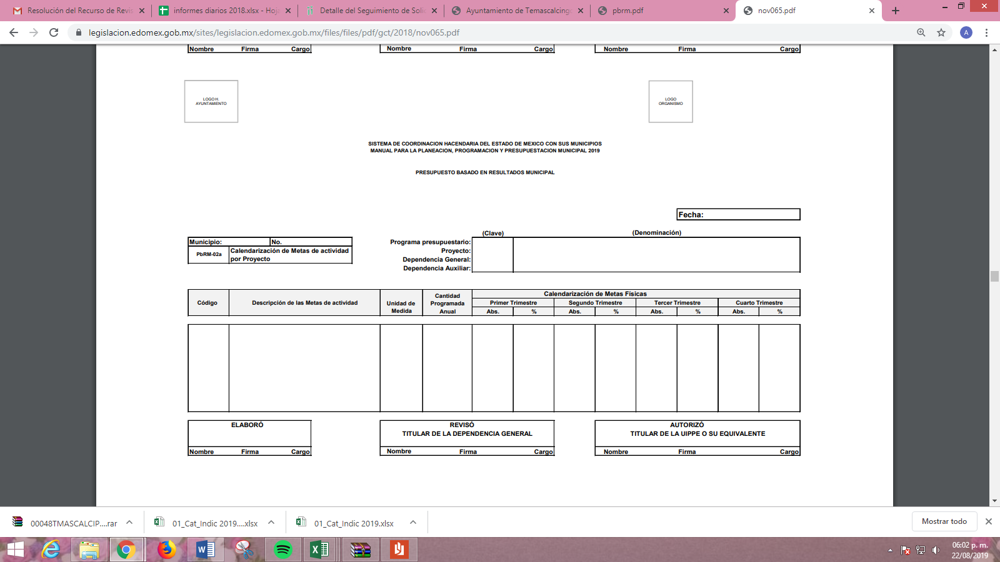 Resolución del Recurso de Revis
informes diarios 2018.xlsx - Hoj
Detalle del Seguimiento de Soli
Ayuntamiento de Temascalcing
pbrm.pdf
nov065.pdf
legislacion.edomex.gob.mx/sites/legislacion.edomex.gob.mx/files/files/pdf/gct/2018/nov065.pdf
A
Nombre Firma Cargo Nombre Firma Cargo Nombre Firma Cargo
LOGO H.
AYUNTAMIENTO
LOGO
ORGANISMO
SISTEMA DE COORDINACION HACENDARIA DEL ESTADO DE MEXICO CON SUS MUNICIPIOS
MANUAL PARA LA PLANEACION, PROGRAMACION Y PRESUPUESTACION MUNICIPAL 2019
PRESUPUESTO BASADO EN RESULTADOS MUNICIPAL
Fecha:
(Clave) (Denominación)
Municipio: No.
PbRM-02a
Calendarización de Metas de actividad
por Proyecto
Programa presupuestario:
Proyecto:
Dependencia General:
Dependencia Auxiliar:
Código
Descripción de las Metas de actividad
Unidad de
Medida
Cantidad
Programada
Anual
Calendarización de Metas Físicas
Primer Trimestre Segundo Trimestre Tercer Trimestre Cuarto Trimestre
Abs. % Abs. % Abs. % Abs. %
ELABORÓ
Nombre Firma Cargo
REVISÓ
TITULAR DE LA DEPENDENCIA GENERAL
Nombre Firma Cargo
AUTORIZÓ
TITULAR DE LA UIPPE O SU EQUIVALENTE
Nombre Firma Cargo
00048TMASCALCIP....rar
01_Cat_Indic 2019....xlsx
01_Cat_Indic 2019.xlsx
Mostrar todo
06:02 p. m.
22/08/2019